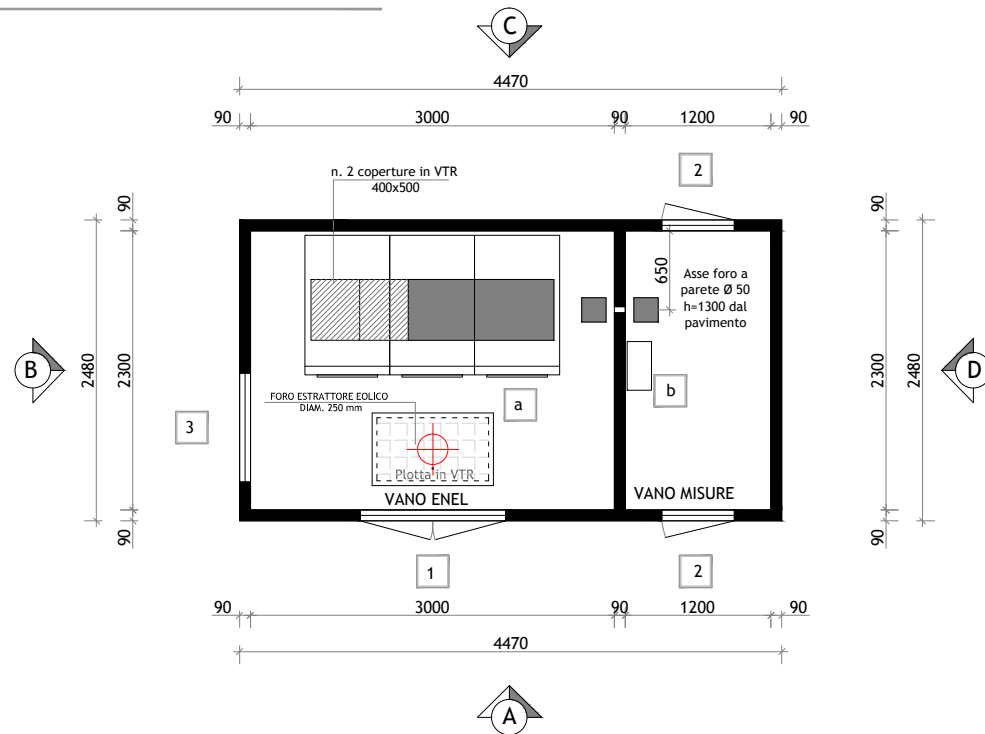 C
4470
90 3000 90 1200 90
n. 2 coperture in VTR
400x500
2
90
2480
2300
90
650
Asse foro a
parete Ø 50
h=1300 dal
pavimento
90
2300
2480
90
B
D
a
b
3
FORO ESTRATTORE EOLICO
DIAM. 250 mm
Plotta in VTR
VANO ENEL
VANO MISURE
1
2
90 3000 90 1200 90
4470
A